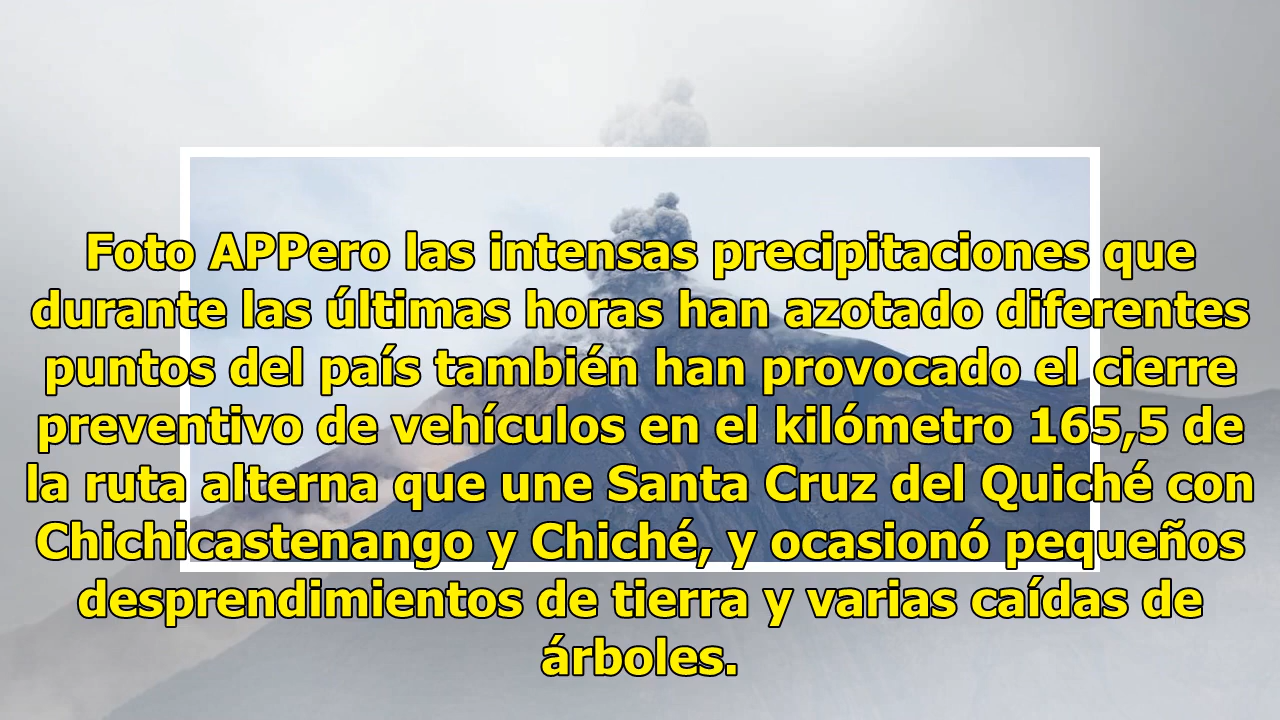 Foto APPero las intensas precipitaciones que
durante las últimas horas han azotado diferentes
puntos del país también han provocado el cierre
preventivo de vehículos en el kilómetro 165,5 de
la ruta alterna que une Santa Cruz del Quiché con
Chichicastenango y Chiché, y ocasionó pequeños
desprendimientos de tierra y varias caídas de
árboles.